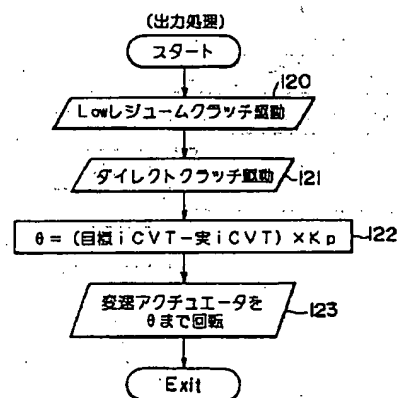 (出力処理)
スタート
120
Lowレジュームクラッチ駆動
ダイレクトクラッチ駆動
121
θ = (目標iCVT-実iCVT) ×Kp
122
変速アクチュエータを
θまで回転
123
Exit